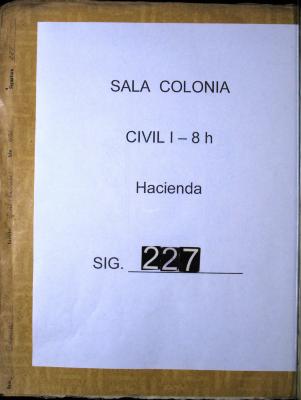 SALA COLONIA
CIVIL I – 8 h
Hacienda
SIG. 227